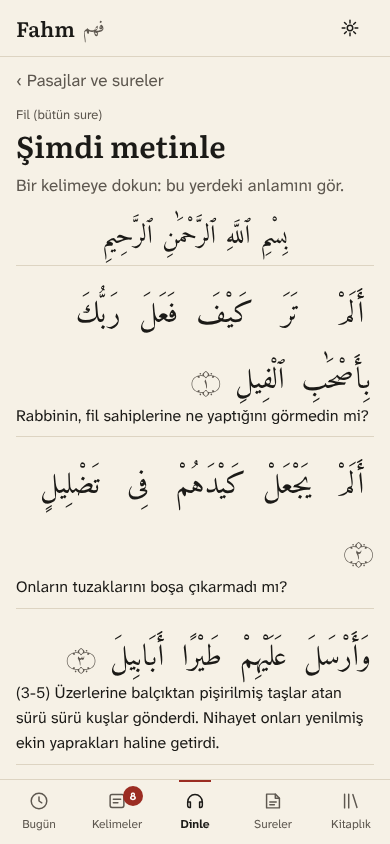 Fahm فهم
‹ Pasajlar ve sureler
Fil (bütün sure)
Şimdi metinle
Bir kelimeye dokun: bu yerdeki anlamını gör.
بِسْمِ ٱللَّهِ ٱلرَّحْمَٰنِ ٱلرَّحِيمِ
أَلَمْ تَرَ كَيْفَ فَعَلَ رَبُّكَ
بِأَصْحَٰبِ ٱلْفِيلِ ١
Rabbinin, fil sahiplerine ne yaptığını görmedin mi?
أَلَمْ يَجْعَلْ كَيْدَهُمْ فِى تَضْلِيلٍ
٢
Onların tuzaklarını boşa çıkarmadı mı?
وَأَرْسَلَ عَلَيْهِمْ طَيْرًا أَبَابِيلَ ٣
(3-5) Üzerlerine balçıktan pişirilmiş taşlar atan
sürü sürü kuşlar gönderdi. Nihayet onları yenilmiş
ekin yaprakları haline getirdi.
8
Bugün Kelimeler Dinle Sureler Kitaplık